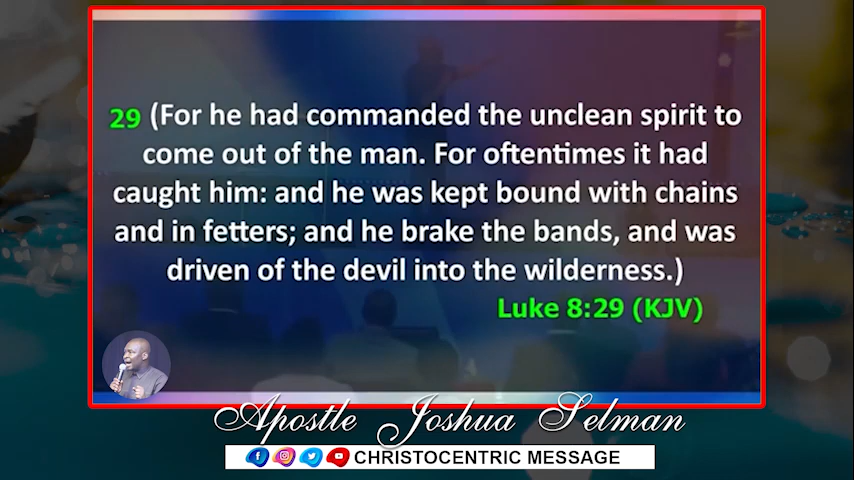 29 (For he had commanded the unclean spirit to
come out of the man. For oftentimes it had
caught him: and he was kept bound with chains
and in fetters; and he brake the bands, and was
driven of the devil into the wilderness.)
Luke 8:29 (KJV)
Apostle Joshua Selman
CHRISTOCENTRIC MESSAGE